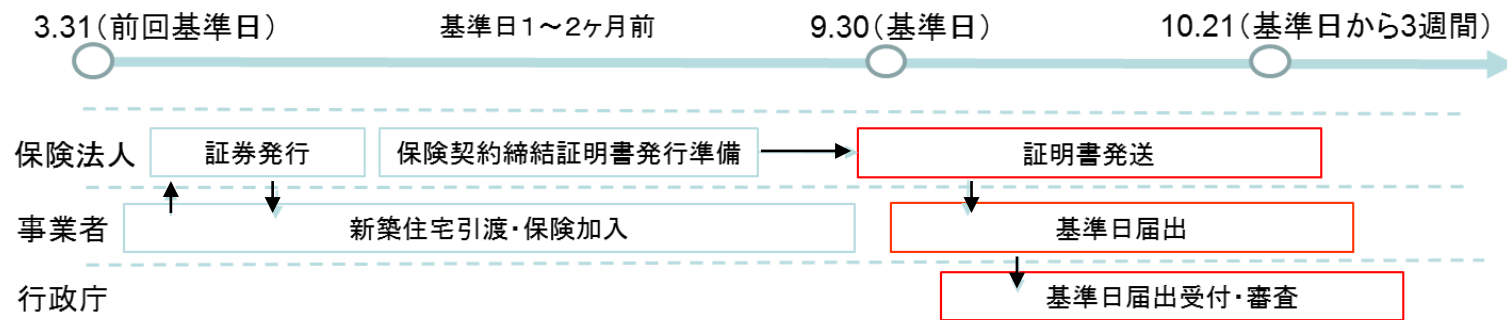 3.31(前回基準日) 基準日1~2ヶ月前 9.30(基準日) 10.21(基準日から3週間)
保険法人 証券発行 保険契約締結証明書発行準備 証明書発送
事業者 新築住宅引渡・保険加入 基準日届出
行政庁 基準日届出受付・審査